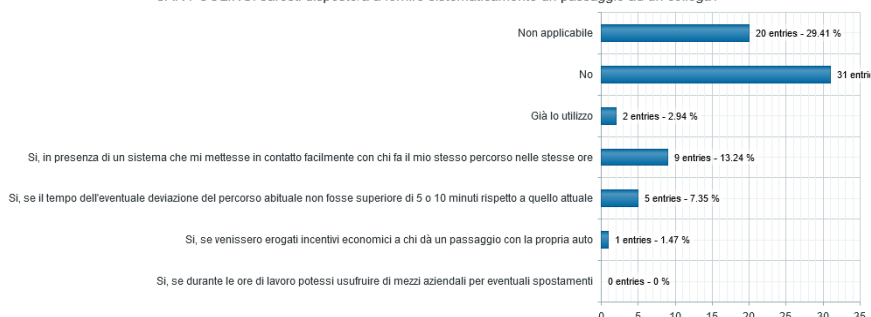 Non applicabile
20 entries - 29.41 %
No
31
Già lo utilizzo
2 entries - 2.94 %
Si, in presenza di un sistema che mi mettesse in contatto facilmente con chi fa il mio stesso percorso nelle stesse ore
9 entries - 13.24 %
Si, se il tempo dell'eventuale deviazione del percorso abituale non fosse superiore di 5 o 10 minuti rispetto a quello attuale
5 entries - 7.35 %
Si, se venissero erogati incentivi economici a chi dà un passaggio con la propria auto
1 entries - 1.47 %
Si, se durante le ore di lavoro potessi usufruire di mezzi aziendali per eventuali spostamenti
0 entries - 0 %
0 5 10 15 20 25 30 35